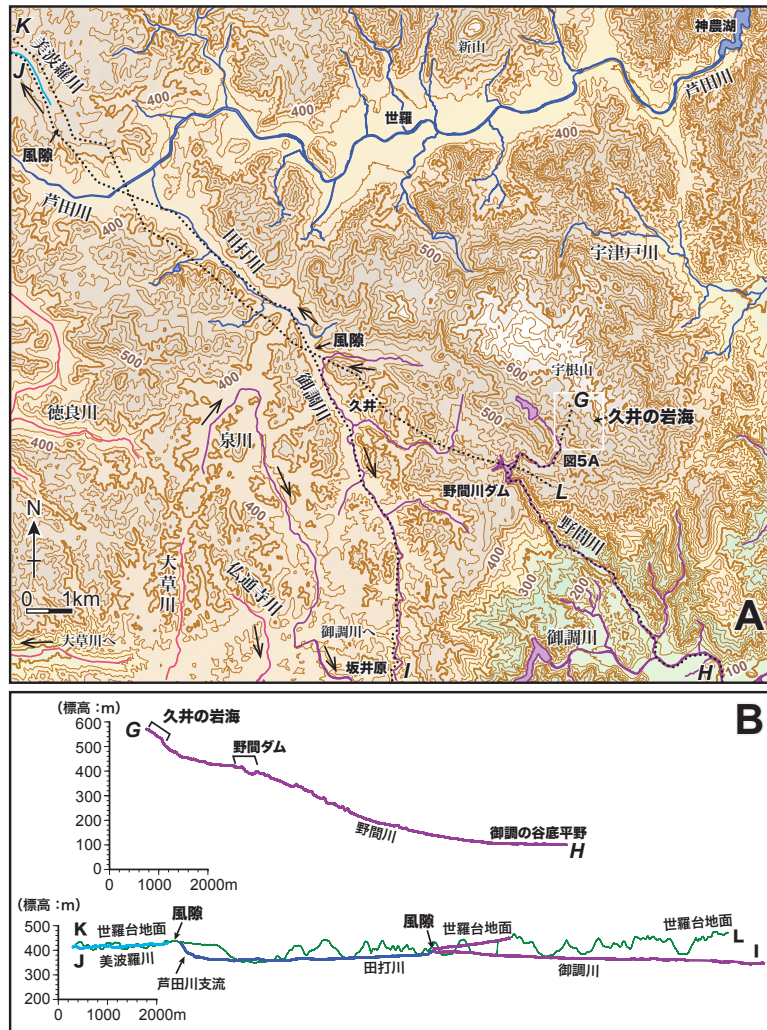 K
美波羅川
J
風隙
400
新山
神農湖
芦田川
世羅
400
400
芦田川
400
田打川
500
宇津戸川
風隙
500
400
御調川
久井
600
宇根山
G
久井の岩海
500
図5A
徳良川
400
泉川
野間川ダム
L
野間川
400
400
300
200
N
0 1km
大草川
仏通寺川
大草川へ
御調川へ
坂井原
I
御調川
H
100
A
B
(標高:m)
600
500
400
300
200
100
0
G
久井の岩海
野間ダム
野間川
御調の谷底平野
H
0 1000 2000m
(標高:m)
500
400
300
200
K
J
世羅台地面
美波羅川
風隙
芦田川支流
田打川
風隙
世羅台地面
世羅台地面
御調川
L
I
0 1000 2000m